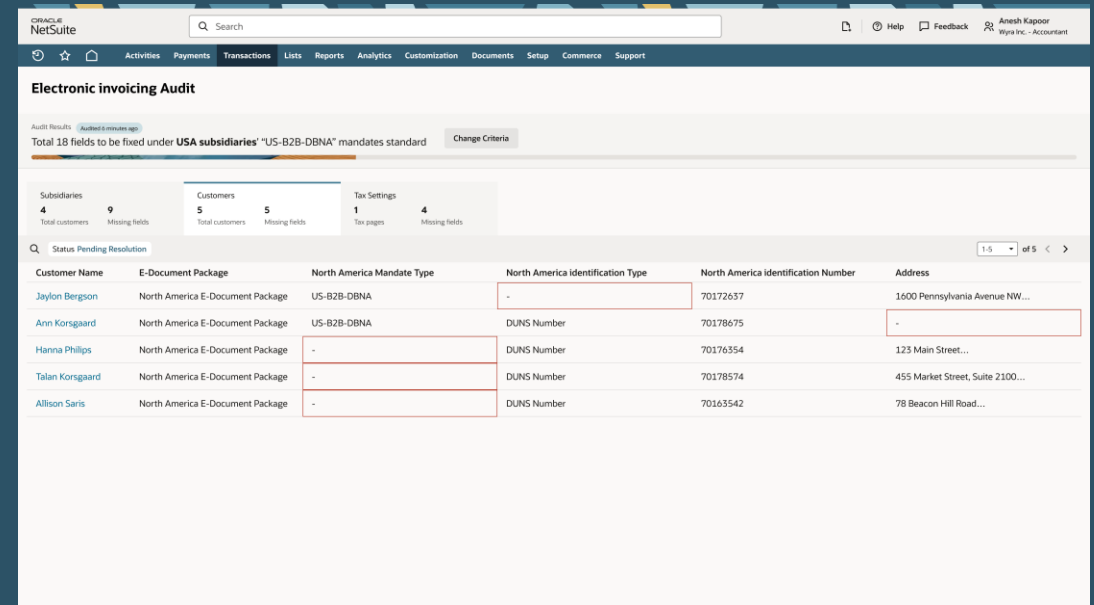 ORACLE
NetSuite
Search
Help
Feedback
Anesh Kapoor
Wyra Inc. - Accountant
Activities Payments Transactions Lists Reports Analytics Customization Documents Setup Commerce Support
Electronic invoicing Audit
Audit Results Audited 6 minutes ago
Total 18 fields to be fixed under USA subsidiaries' “US-B2B-DBNA” mandates standard
Change Criteria
Subsidiaries
4 9
Total customers Missing fields
Customers
5 5
Total customers Missing fields
Tax Settings
1 4
Tax pages Missing fields
Status Pending Resolution
1-5 of 5
Customer Name E-Document Package North America Mandate Type North America identification Type North America identification Number Address
Jaylon Bergson North America E-Document Package US-B2B-DBNA - 70172637 1600 Pennsylvania Avenue NW...
Ann Korsgaard North America E-Document Package US-B2B-DBNA DUNS Number 70178675 -
Hanna Philips North America E-Document Package - DUNS Number 70176354 123 Main Street...
Talan Korsgaard North America E-Document Package - DUNS Number 70178574 455 Market Street, Suite 2100...
Allison Saris North America E-Document Package - DUNS Number 70163542 78 Beacon Hill Road...